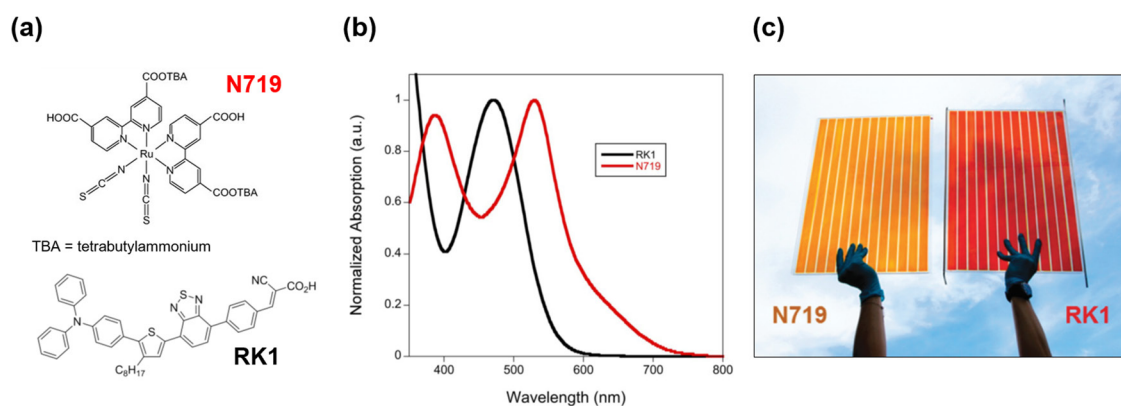 (a)
N719
COOTBA
HOOC
COOH
N
N
N
Ru
N
N
N
C
C
S
S
COOTBA
TBA = tetrabutylammonium
CN
CO₂H
N
S
N
S
N
C₈H₁₇
RK1
(b)
Normalized Absorption (a.u.)
1
0.8
0.6
0.4
0.2
0
400
500
600
700
800
Wavelength (nm)
RK1
N719
(c)
N719
RK1